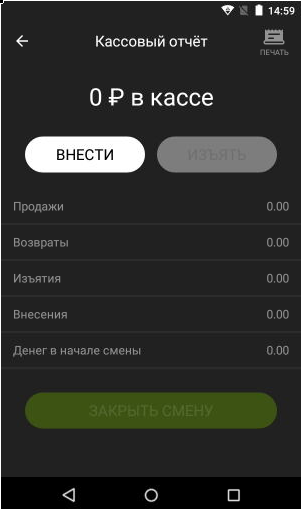 14:59
Кассовый отчёт
ПЕЧАТЬ
0 ₽ в кассе
ВНЕСТИ ИЗЪЯТЬ
Продажи 0.00
Возвраты 0.00
Изъятия 0.00
Внесения 0.00
Денег в начале смены 0.00
ЗАКРЫТЬ СМЕНУ